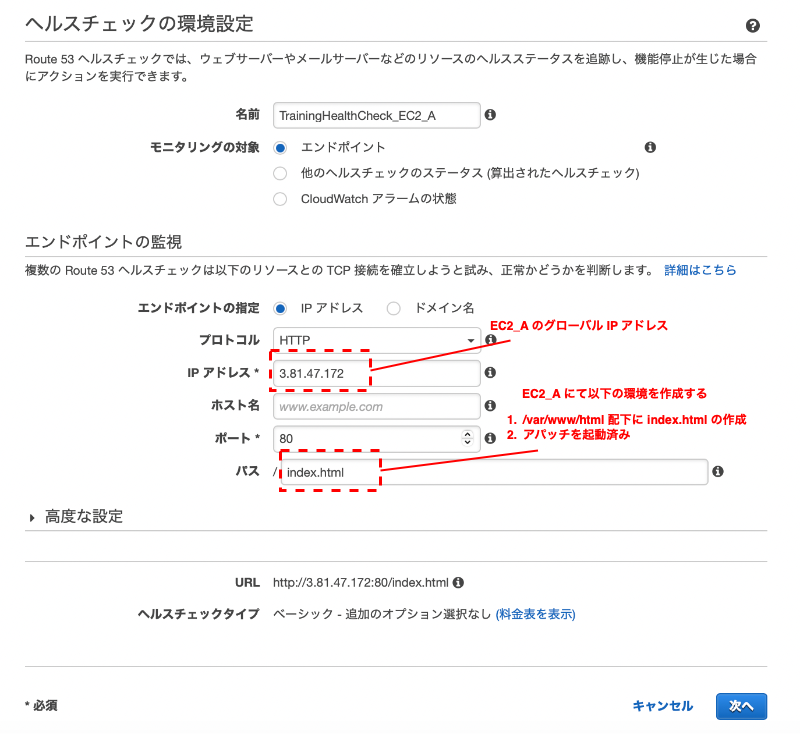 ヘルスチェックの環境設定
Route 53 ヘルスチェックでは、ウェブサーバーやメールサーバーなどのリソースのヘルスステータスを追跡し、機能停止が生じた場合
にアクションを実行できます。
名前 TrainingHealthCheck_EC2_A
モニタリングの対象 エンドポイント
他のヘルスチェックのステータス (算出されたヘルスチェック)
CloudWatch アラームの状態
エンドポイントの監視
複数の Route 53 ヘルスチェックは以下のリソースとの TCP 接続を確立しようと試み、正常かどうかを判断します。 詳細はこちら
エンドポイントの指定 IP アドレス ドメイン名
EC2_A のグローバル IP アドレス
プロトコル HTTP
IP アドレス * 3.81.47.172
EC2_A にて以下の環境を作成する
ホスト名 www.example.com
1. /var/www/html 配下に index.html の作成
2. アパッチを起動済み
ポート * 80
パス / index.html
高度な設定
URL http://3.81.47.172:80/index.html
ヘルスチェックタイプ ベーシック - 追加のオプション選択なし (料金表を表示)
* 必須 キャンセル 次へ